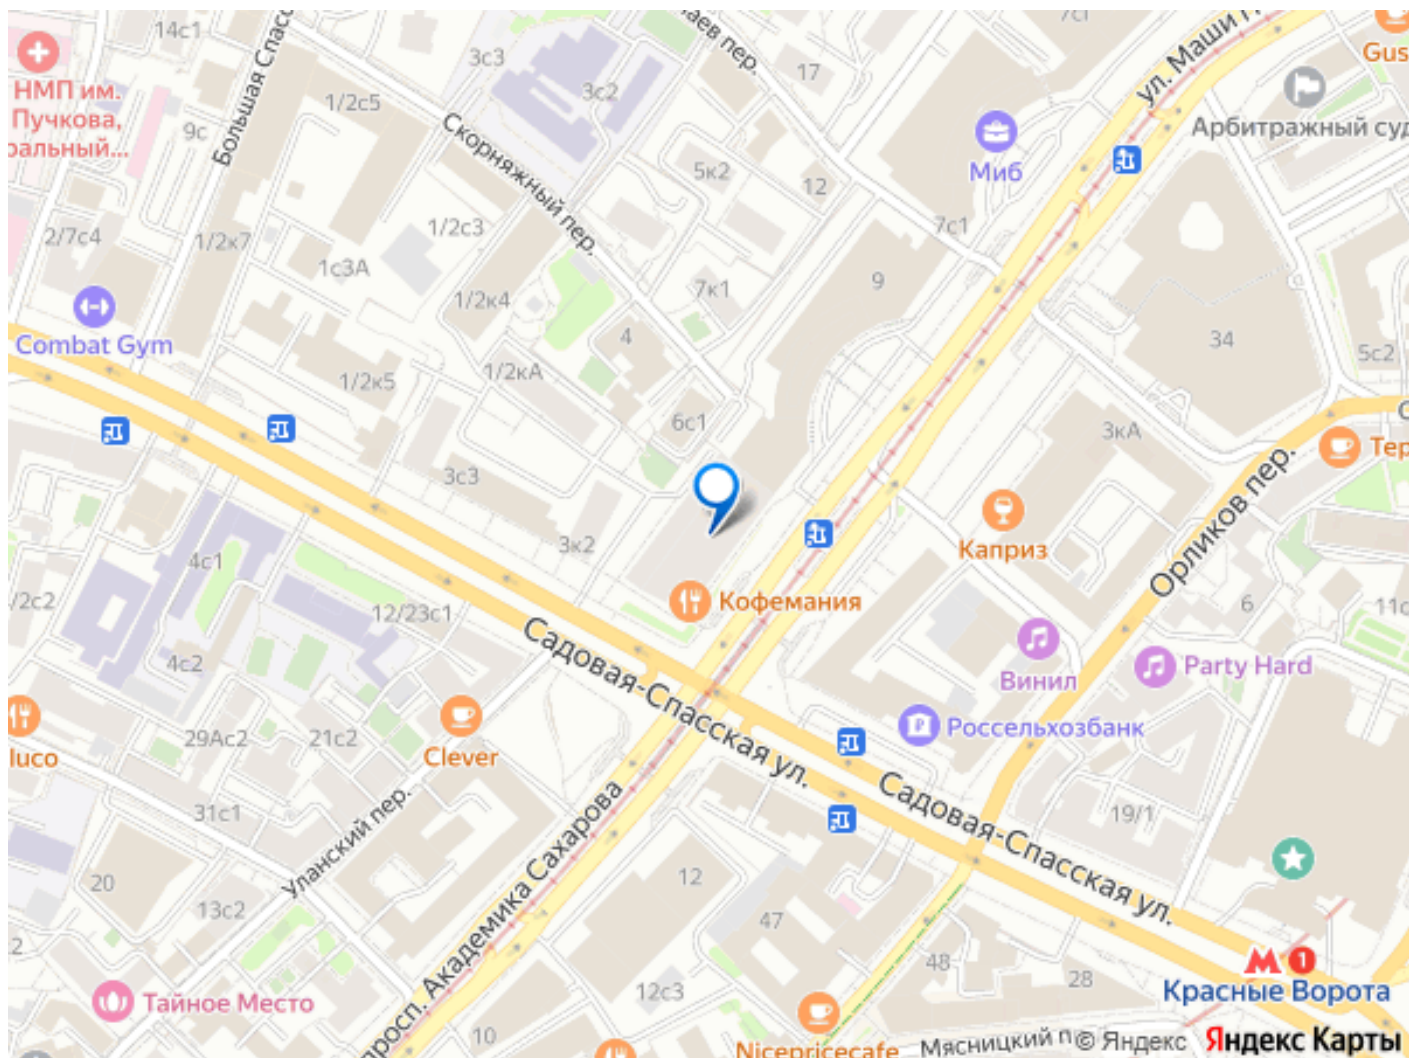 14с1
Большая Спасс
3с3
7с1
ул. Маши П
Gus
НМП им.
Пучкова,
ральный...
9с
1/2с5
3с2
аев пер.
17
Миб
Арбитражный суд
Скорняжный пер.
5к2
12
7с1
2/7с4
1/2к7
1с3А
1/2с3
1/2к4
7к1
9
34
5с2
Combat Gym
4
1/2к5
1/2кА
6с1
3кА
С
Тер
3с3
3к2
Каприз
Орликов пер.
4с1
/2с2
12/23с1
Кофемания
6
11с
Садовая-Спасская ул.
4с2
Винил
Party Hard
luco
29Ас2
21с2
Clever
Россельхозбанк
31с1
Уланский пер.
просп. Академика Сахарова
Садовая-Спасская ул.
19/1
20
13с2
12
47
2
48
28
12с3
Тайное Место
10
1
Красные Ворота
Nicepricecafe
Мясницкий п
© Яндекс
Яндекс Карты